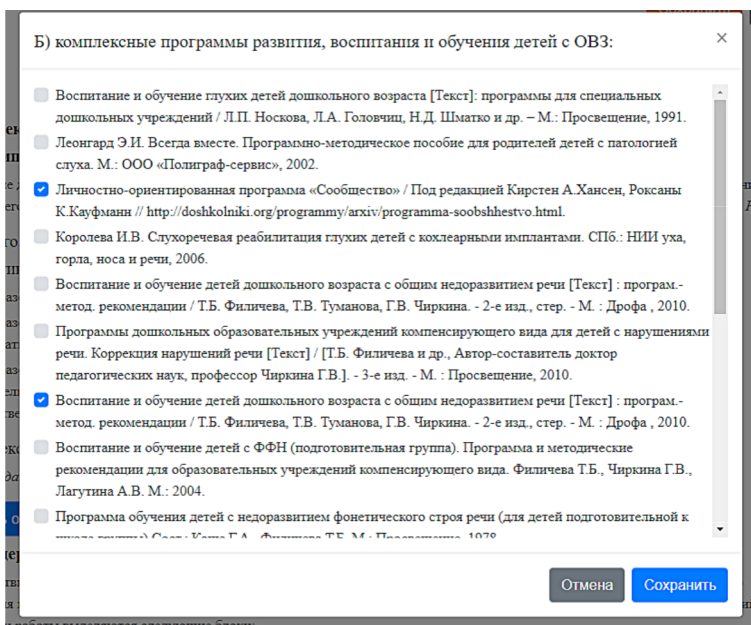 Б) комплексные программы развития, воспитания и обучения детей с ОВЗ:
×
Воспитание и обучение глухих детей дошкольного возраста [Текст]: программы для специальных
дошкольных учреждений / Л.П. Носкова, Л.А. Головчиц, Н.Д. Шматко и др. – М.: Просвещение, 1991.
Леонгард Э.И. Всегда вместе. Программно-методическое пособие для родителей детей с патологией
слуха. М.: ООО «Полиграф-сервис», 2002.
Личностно-ориентированная программа «Сообщество» / Под редакцией Кирстен А.Хансен, Роксаны
К.Кауфманн // http://doshkolniki.org/programmy/arxiv/programma-soobshhestvo.html.
Королева И.В. Слухоречевая реабилитация глухих детей с кохлеарными имплантами. СПб.: НИИ уха,
горла, носа и речи, 2006.
Воспитание и обучение детей дошкольного возраста с общим недоразвитием речи [Текст] : програм.-
метод. рекомендации / Т.Б. Филичева, Т.В. Туманова, Г.В. Чиркина. - 2-е изд., стер. - М. : Дрофа , 2010.
Программы дошкольных образовательных учреждений компенсирующего вида для детей с нарушениями
речи. Коррекция нарушений речи [Текст] / [Т.Б. Филичева и др., Автор-составитель доктор
педагогических наук, профессор Чиркина Г.В.]. - 3-е изд. - М. : Просвещение, 2010.
Воспитание и обучение детей дошкольного возраста с общим недоразвитием речи [Текст] : програм.-
метод. рекомендации / Т.Б. Филичева, Т.В. Туманова, Г.В. Чиркина. - 2-е изд., стер. - М. : Дрофа , 2010.
Воспитание и обучение детей с ФФН (подготовительная группа). Программа и методические
рекомендации для образовательных учреждений компенсирующего вида. Филичева Т.Б., Чиркина Г.В.,
Лагутина А.В. М.: 2004.
Программа обучения детей с недоразвитием фонетического строя речи (для детей подготовительной к
Отмена Сохранить